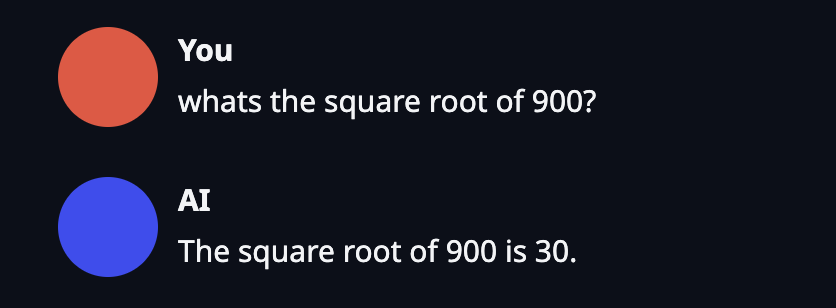 You
whats the square root of 900?
AI
The square root of 900 is 30.